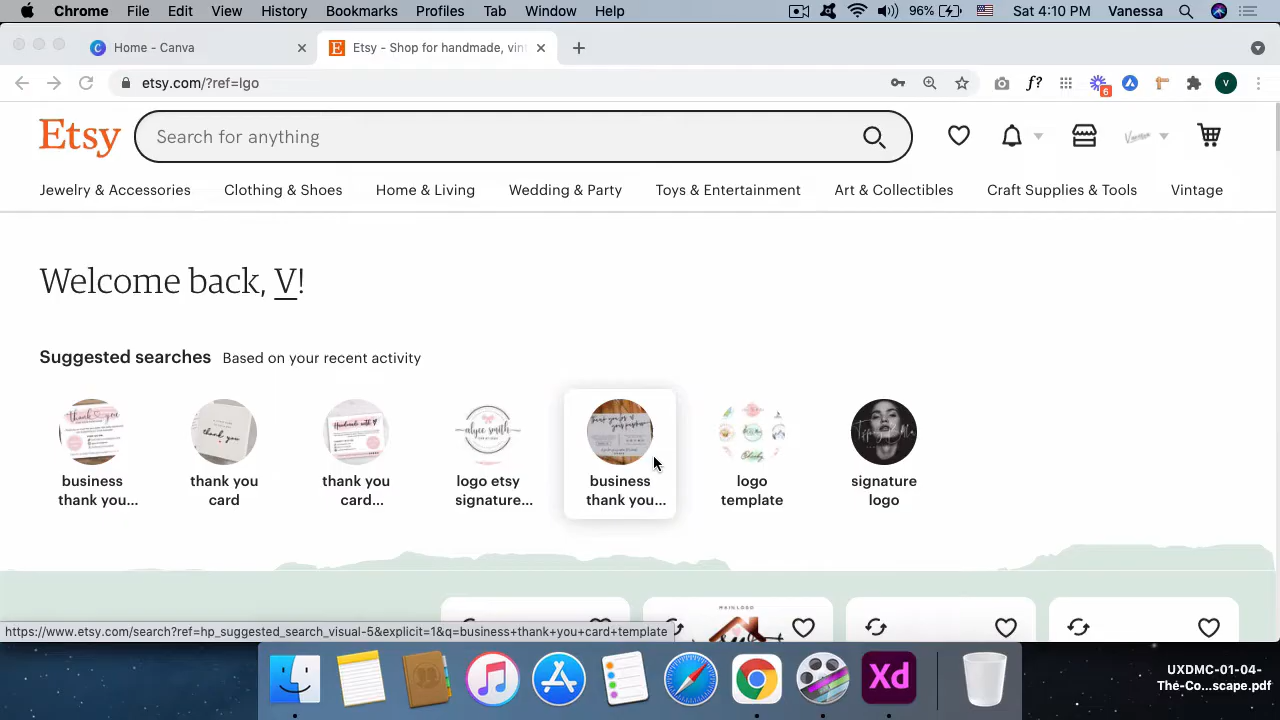 Chrome File Edit View History Bookmarks Profiles Tab Window Help 96% Sat 4:10 PM Vanessa
Home - Canva
Etsy - Shop for handmade, vin
etsy.com/?ref=lgo
f?
6
V
Etsy
Search for anything
Jewelry & Accessories Clothing & Shoes Home & Living Wedding & Party Toys & Entertainment Art & Collectibles Craft Supplies & Tools Vintage
Welcome back, V!
Suggested searches Based on your recent activity
business thank you...
thank you card
thank you card...
logo etsy signature...
business thank you...
logo template
signature logo
MAIN LOGO
https://www.etsy.com/search?ref=hp_suggested_search_visual-5&explicit=1&q=business+thank+you+card+template
Xd
UXDMC-01-04-
The-Co...scape.pdf